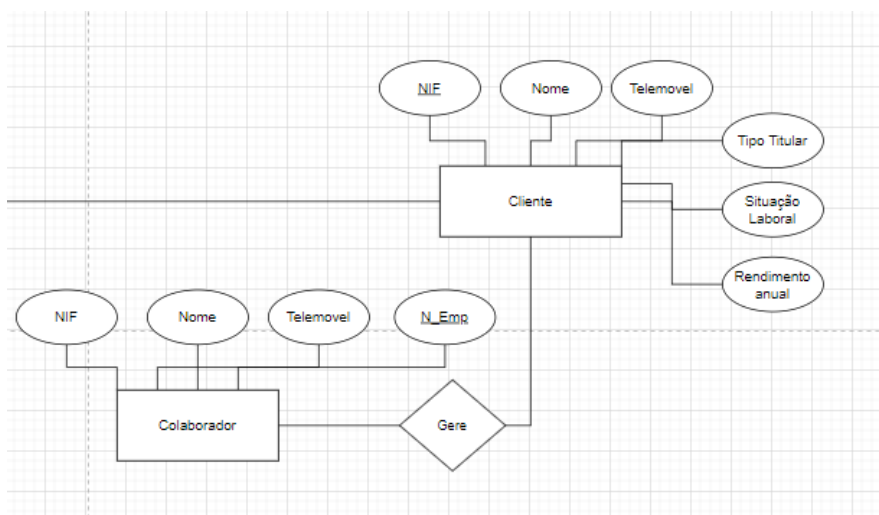 NIF
Nome
Telemovel
Tipo Titular
Cliente
Situação
Laboral
Rendimento
anual
NIF
Nome
Telemovel
N_Emp
Colaborador
Gere